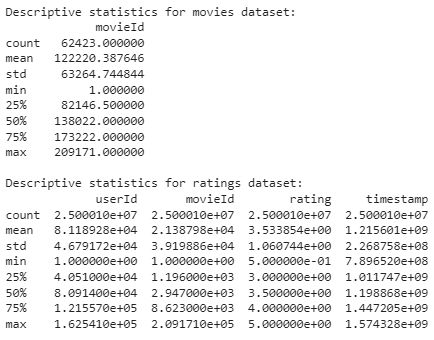 Descriptive statistics for movies dataset:
             movieId
count   62423.000000
mean   122220.387646
std     63264.744844
min         1.000000
25%     82146.500000
50%    138022.000000
75%    173222.000000
max    209171.000000

Descriptive statistics for ratings dataset:
             userId       movieId        rating     timestamp
count  2.500010e+07  2.500010e+07  2.500010e+07  2.500010e+07
mean   8.118928e+04  2.138798e+04  3.533854e+00  1.215601e+09
std    4.679172e+04  3.919886e+04  1.060744e+00  2.268758e+08
min    1.000000e+00  1.000000e+00  5.000000e-01  7.896520e+08
25%    4.051000e+04  1.196000e+03  3.000000e+00  1.011747e+09
50%    8.091400e+04  2.947000e+03  3.500000e+00  1.198868e+09
75%    1.215570e+05  8.623000e+03  4.000000e+00  1.447205e+09
max    1.625410e+05  2.091710e+05  5.000000e+00  1.574328e+09